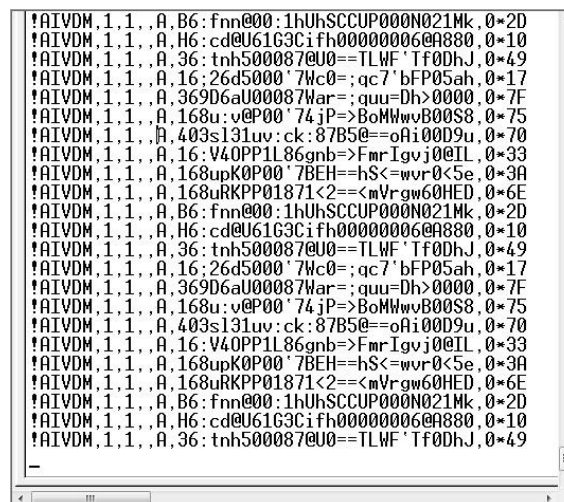 !AIVDM,1,1,,A,B6:fnn@00:1hUhSCCUP000N021Mk,0*2D
!AIVDM,1,1,,A,H6:cd@U61G3Cifh00000006@A880,0*10
!AIVDM,1,1,,A,36:tnh500087@U0==TLWF'Tf0DhJ,0*49
!AIVDM,1,1,,A,16;26d5000'7Wc0=;qc7'bFP05ah,0*17
!AIVDM,1,1,,A,369D6aU00087War=;quu=Dh>0000,0*7F
!AIVDM,1,1,,A,168u:v@P00'74jP=>BoMWwvB00S8,0*75
!AIVDM,1,1,,A,403sl31uv:ck:87B5@==oAi00D9u,0*70
!AIVDM,1,1,,A,16:V4OPP1L86gnb=>FmrIgvj0@IL,0*33
!AIVDM,1,1,,A,168upK0P00'7BEH==hS<=wvr0<5e,0*3A
!AIVDM,1,1,,A,168uRKPP01871<2==<mVrgw60HED,0*6E
!AIVDM,1,1,,A,B6:fnn@00:1hUhSCCUP000N021Mk,0*2D
!AIVDM,1,1,,A,H6:cd@U61G3Cifh00000006@A880,0*10
!AIVDM,1,1,,A,36:tnh500087@U0==TLWF'Tf0DhJ,0*49
!AIVDM,1,1,,A,16;26d5000'7Wc0=;qc7'bFP05ah,0*17
!AIVDM,1,1,,A,369D6aU00087War=;quu=Dh>0000,0*7F
!AIVDM,1,1,,A,168u:v@P00'74jP=>BoMWwvB00S8,0*75
!AIVDM,1,1,,A,403sl31uv:ck:87B5@==oAi00D9u,0*70
!AIVDM,1,1,,A,16:V4OPP1L86gnb=>FmrIgvj0@IL,0*33
!AIVDM,1,1,,A,168upK0P00'7BEH==hS<=wvr0<5e,0*3A
!AIVDM,1,1,,A,168uRKPP01871<2==<mVrgw60HED,0*6E
!AIVDM,1,1,,A,B6:fnn@00:1hUhSCCUP000N021Mk,0*2D
!AIVDM,1,1,,A,H6:cd@U61G3Cifh00000006@A880,0*10
!AIVDM,1,1,,A,36:tnh500087@U0==TLWF'Tf0DhJ,0*49